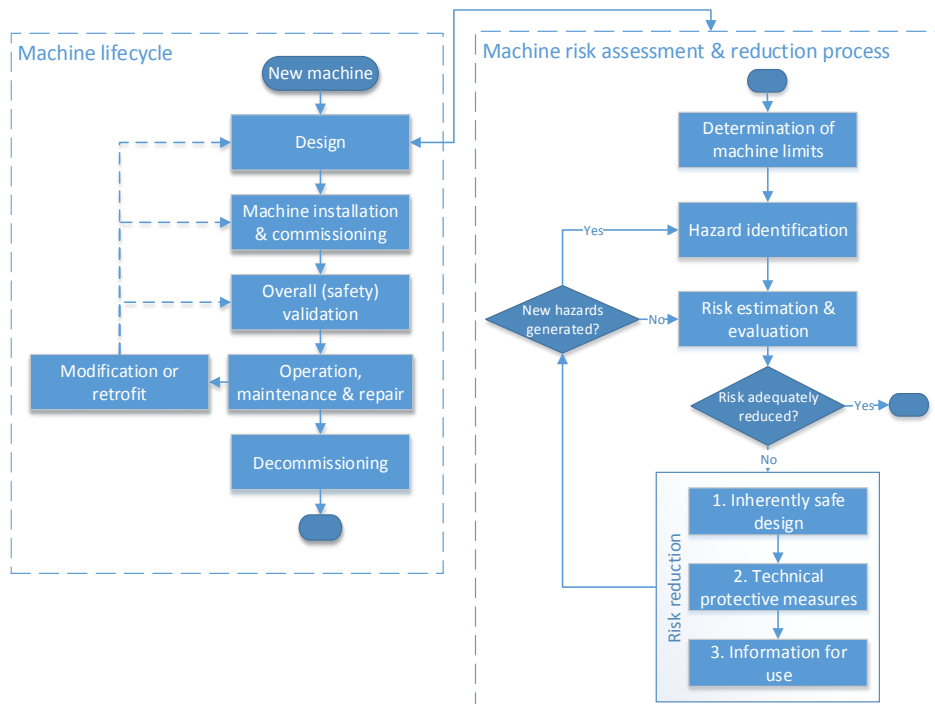 Machine lifecycle
New machine
Design
Machine installation
& commissioning
Overall (safety)
validation
Modification or
retrofit
Operation,
maintenance & repair
Decommissioning
Machine risk assessment & reduction process
Determination of
machine limits
Yes
Hazard identification
New hazards
generated?
No
Risk estimation &
evaluation
Risk adequately
reduced?
Yes
No
Risk reduction
1. Inherently safe
design
2. Technical
protective measures
3. Information for
use